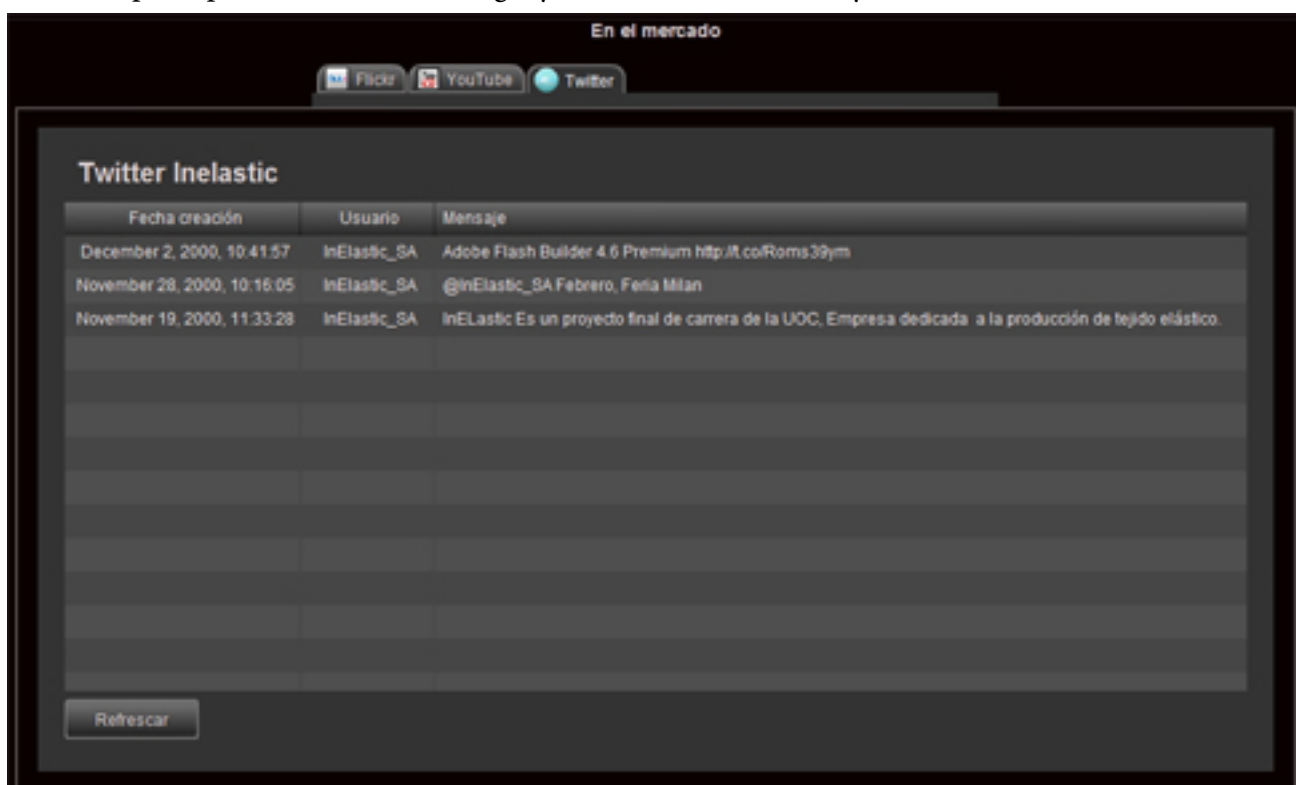 En el mercado
Flickr YouTube Twitter
Twitter Inelastic
Fecha creación Usuario Mensaje
December 2, 2000, 10:41:57 InElastic_SA Adobe Flash Builder 4.6 Premium http://t.co/Roms39ym
November 28, 2000, 10:16:05 InElastic_SA @InElastic_SA Febrero, Feria Milan
November 19, 2000, 11:33:28 InElastic_SA InELastic Es un proyecto final de carrera de la UOC, Empresa dedicada a la producción de tejido elástico.
Refrescar